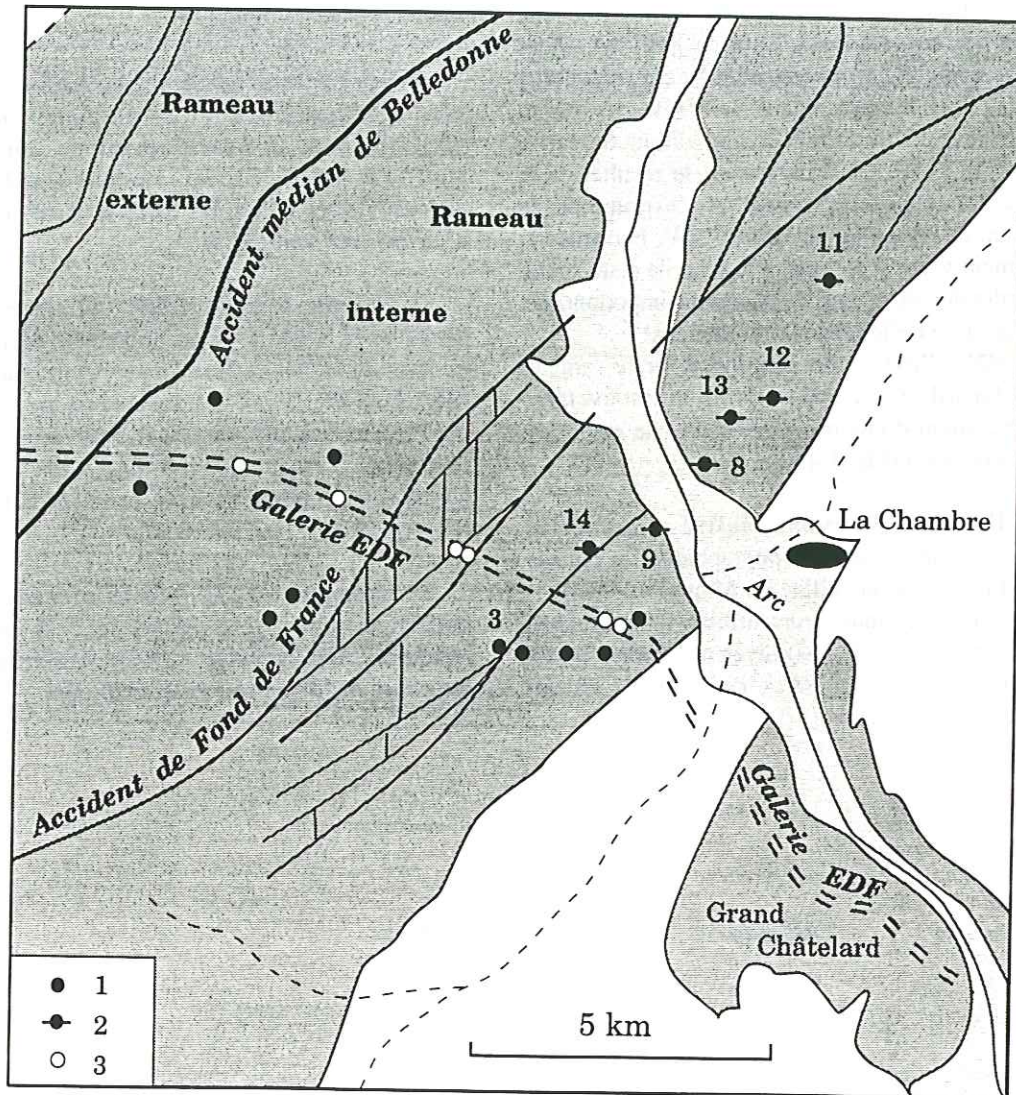 Rameau
externe
Accident médian de Belledonne
Rameau
interne
11
12
13
8
La Chambre
Galerie EDF
14
9
Arc
3
Accident de Fond de France
Galerie
EDF
Grand
Châtelard
1
2
3
5 km